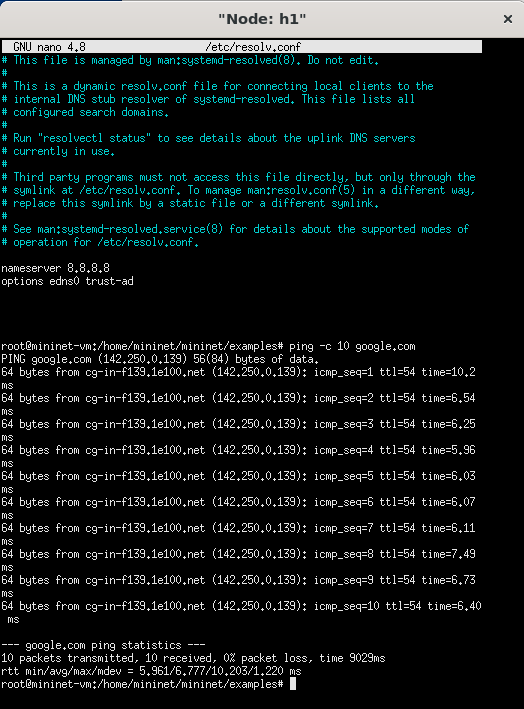 "Node: h1"
×
GNU nano 4.8 /etc/resolv.conf
# This file is managed by man:systemd-resolved(8). Do not edit.
#
# This is a dynamic resolv.conf file for connecting local clients to the
# internal DNS stub resolver of systemd-resolved. This file lists all
# configured search domains.
#
# Run "resolvectl status" to see details about the uplink DNS servers
# currently in use.
#
# Third party programs must not access this file directly, but only through the
# symlink at /etc/resolv.conf. To manage man:resolv.conf(5) in a different way,
# replace this symlink by a static file or a different symlink.
#
# See man:systemd-resolved.service(8) for details about the supported modes of
# operation for /etc/resolv.conf.
nameserver 8.8.8.8
options edns0 trust-ad
root@mininet-vm:/home/mininet/mininet/examples# ping -c 10 google.com
PING google.com (142.250.0.139) 56(84) bytes of data.
64 bytes from cg-in-f139.1e100.net (142.250.0.139): icmp_seq=1 ttl=54 time=10.2
ms
64 bytes from cg-in-f139.1e100.net (142.250.0.139): icmp_seq=2 ttl=54 time=6.54
ms
64 bytes from cg-in-f139.1e100.net (142.250.0.139): icmp_seq=3 ttl=54 time=6.25
ms
64 bytes from cg-in-f139.1e100.net (142.250.0.139): icmp_seq=4 ttl=54 time=5.96
ms
64 bytes from cg-in-f139.1e100.net (142.250.0.139): icmp_seq=5 ttl=54 time=6.03
ms
64 bytes from cg-in-f139.1e100.net (142.250.0.139): icmp_seq=6 ttl=54 time=6.07
ms
64 bytes from cg-in-f139.1e100.net (142.250.0.139): icmp_seq=7 ttl=54 time=6.11
ms
64 bytes from cg-in-f139.1e100.net (142.250.0.139): icmp_seq=8 ttl=54 time=7.49
ms
64 bytes from cg-in-f139.1e100.net (142.250.0.139): icmp_seq=9 ttl=54 time=6.73
ms
64 bytes from cg-in-f139.1e100.net (142.250.0.139): icmp_seq=10 ttl=54 time=6.40
ms
--- google.com ping statistics ---
10 packets transmitted, 10 received, 0% packet loss, time 9029ms
rtt min/avg/max/mdev = 5.961/6.777/10.203/1.220 ms
root@mininet-vm:/home/mininet/mininet/examples#